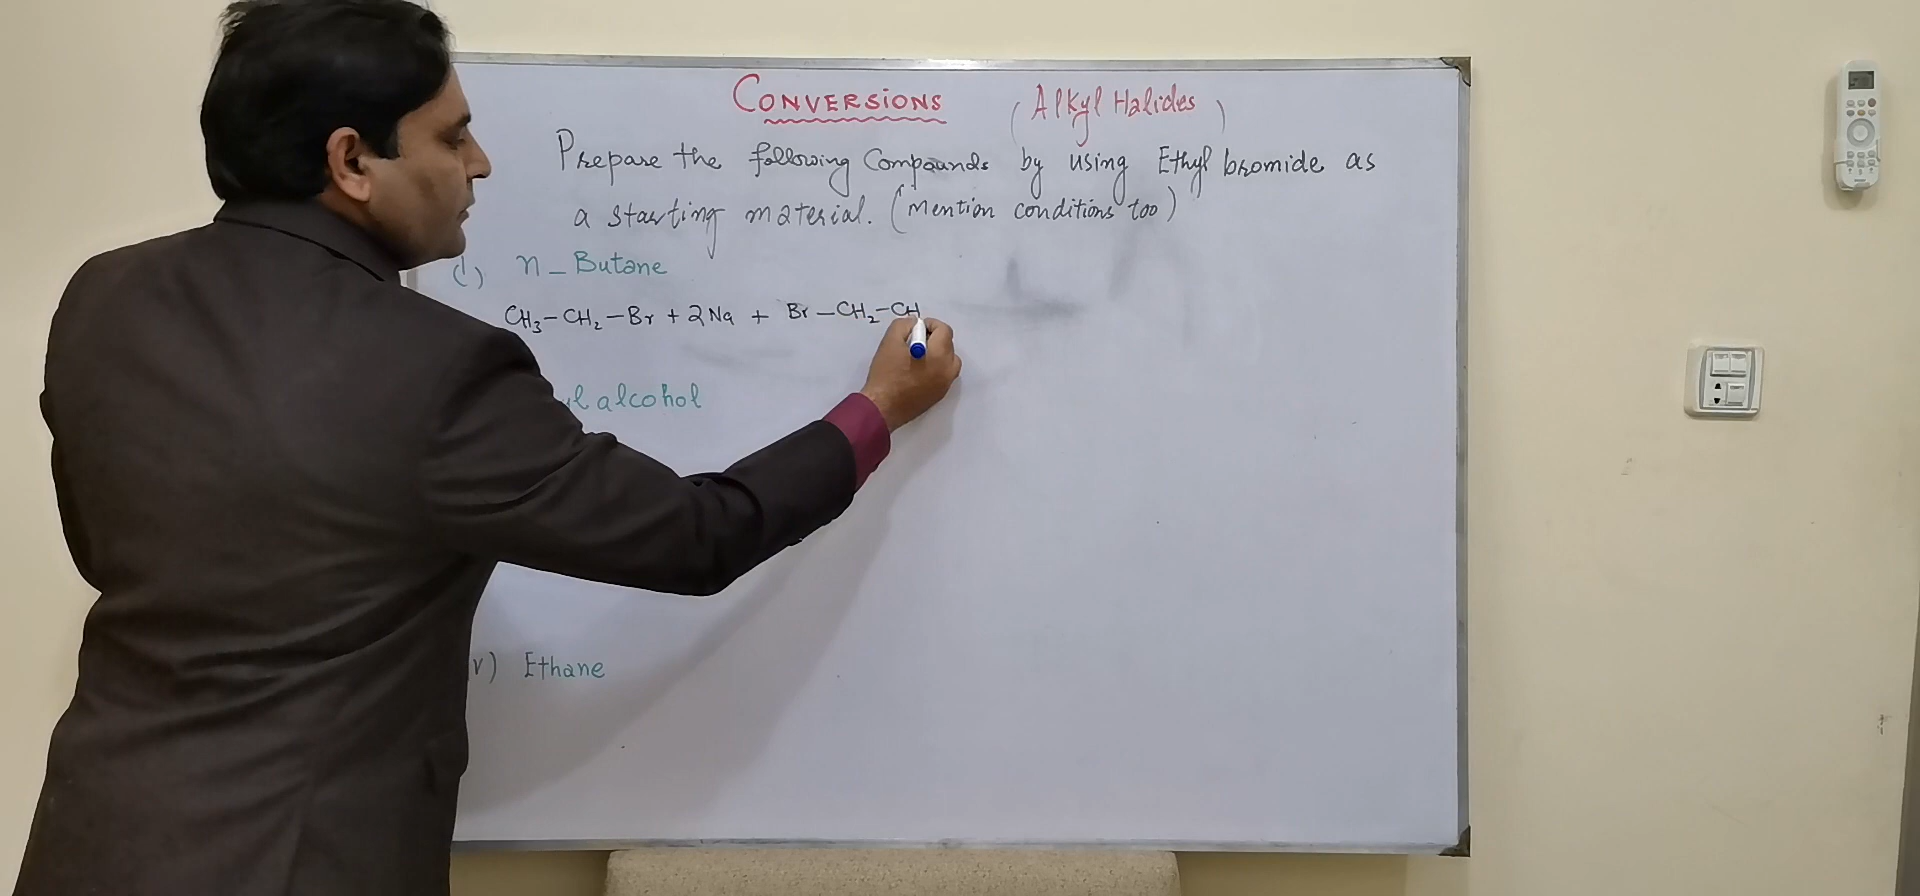 CONVERSIONS (Alkyl Halides)
Prepare the following Compounds by using Ethyl bromide as
a starting material. (Mention conditions too)
(i) n-Butane
CH₃-CH₂-Br + 2Na + Br-CH₂-CH
alcohol
v) Ethane